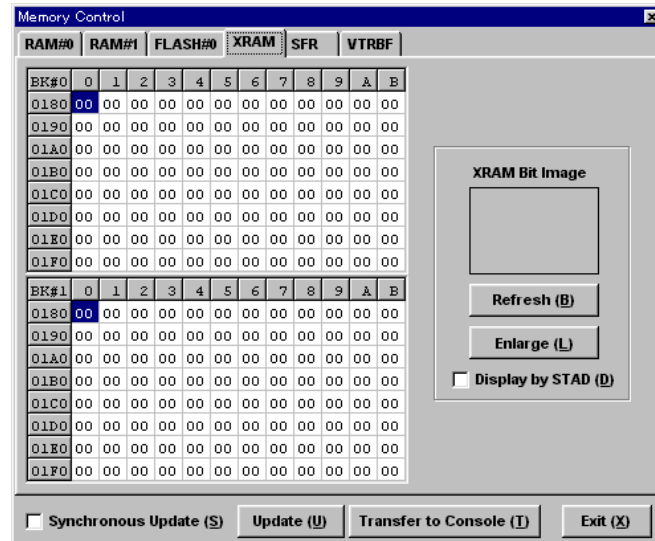 Memory Control
RAM#0 RAM#1 FLASH#0 XRAM SFR VTRBF
BK#0 0 1 2 3 4 5 6 7 8 9 A B
0180 00 00 00 00 00 00 00 00 00 00 00 00
0190 00 00 00 00 00 00 00 00 00 00 00 00
01A0 00 00 00 00 00 00 00 00 00 00 00 00
01B0 00 00 00 00 00 00 00 00 00 00 00 00
01C0 00 00 00 00 00 00 00 00 00 00 00 00
01D0 00 00 00 00 00 00 00 00 00 00 00 00
01E0 00 00 00 00 00 00 00 00 00 00 00 00
01F0 00 00 00 00 00 00 00 00 00 00 00 00
BK#1 0 1 2 3 4 5 6 7 8 9 A B
0180 00 00 00 00 00 00 00 00 00 00 00 00
0190 00 00 00 00 00 00 00 00 00 00 00 00
01A0 00 00 00 00 00 00 00 00 00 00 00 00
01B0 00 00 00 00 00 00 00 00 00 00 00 00
01C0 00 00 00 00 00 00 00 00 00 00 00 00
01D0 00 00 00 00 00 00 00 00 00 00 00 00
01E0 00 00 00 00 00 00 00 00 00 00 00 00
01F0 00 00 00 00 00 00 00 00 00 00 00 00
XRAM Bit Image
Refresh (B)
Enlarge (L)
Display by STAD (D)
Synchronous Update (S) Update (U) Transfer to Console (T) Exit (X)